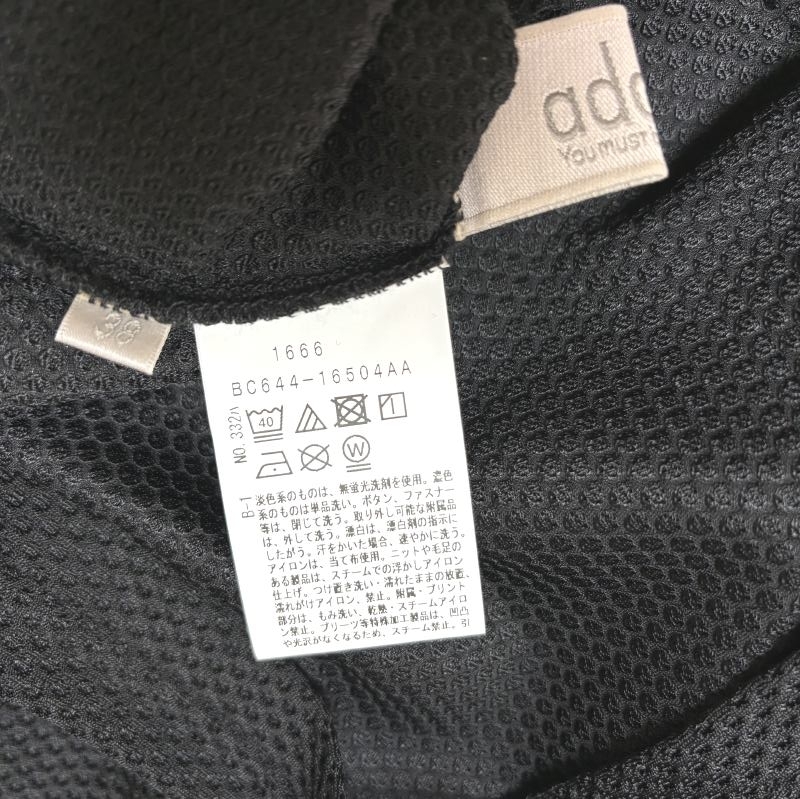 ado
YOU MUST
38
1666
BC644-16504AA
NO.332ﾊ
40
W
B-1
淡色系のものは、無蛍光洗剤を使用。濃色
系のものは単品洗い。ボタン、ファスナー
等は、閉じて洗う。取り外し可能な附属品
は、外して洗う。漂白は、漂白剤の指示に
したがう。汗をかいた場合、速やかに洗う。
アイロンは、当て布使用。ニットや毛足の
ある製品は、スチームでの浮かしアイロン
仕上げ。つけ置き洗い・濡れたままの放置、
濡れがけアイロン、禁止。附属・プリント
部分は、もみ洗い、乾燥・スチームアイロ
ン禁止。プリーツ等特殊加工製品は、凹凸
や光沢がなくなるため、スチーム禁止。引